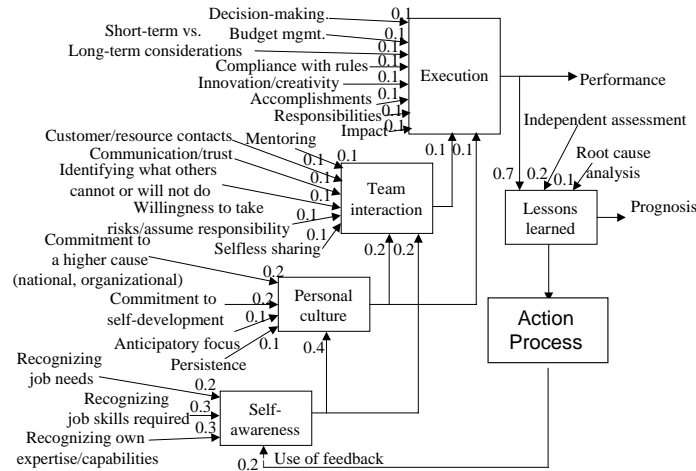 Decision-making.
0.1
Short-term vs.
Long-term considerations
Budget mgmt.
0.1
0.1
Compliance with rules
0.1
Innovation/creativity
0.1
Accomplishments
0.1
Responsibilities
0.1
Impact
0.1
Execution
Performance
Independent assessment
Root cause
analysis
0.7
0.2
0.1
Lessons
learned
Prognosis
Customer/resource contacts
Mentoring
0.1
0.1
Communication/trust
0.1
Identifying what others
cannot or will not do
0.1
Willingness to take
risks/assume responsibility
0.1
Selfless sharing
0.1
Team
interaction
0.1
0.1
Commitment to
a higher cause
(national, organizational)
0.2
Commitment to
self-development
0.2
Anticipatory focus
0.1
Persistence
0.1
Personal
culture
0.2
0.2
Action
Process
Recognizing
job needs
0.2
Recognizing
job skills required
0.3
Recognizing own
expertise/capabilities
0.3
Self-
awareness
0.4
0.2
Use of feedback